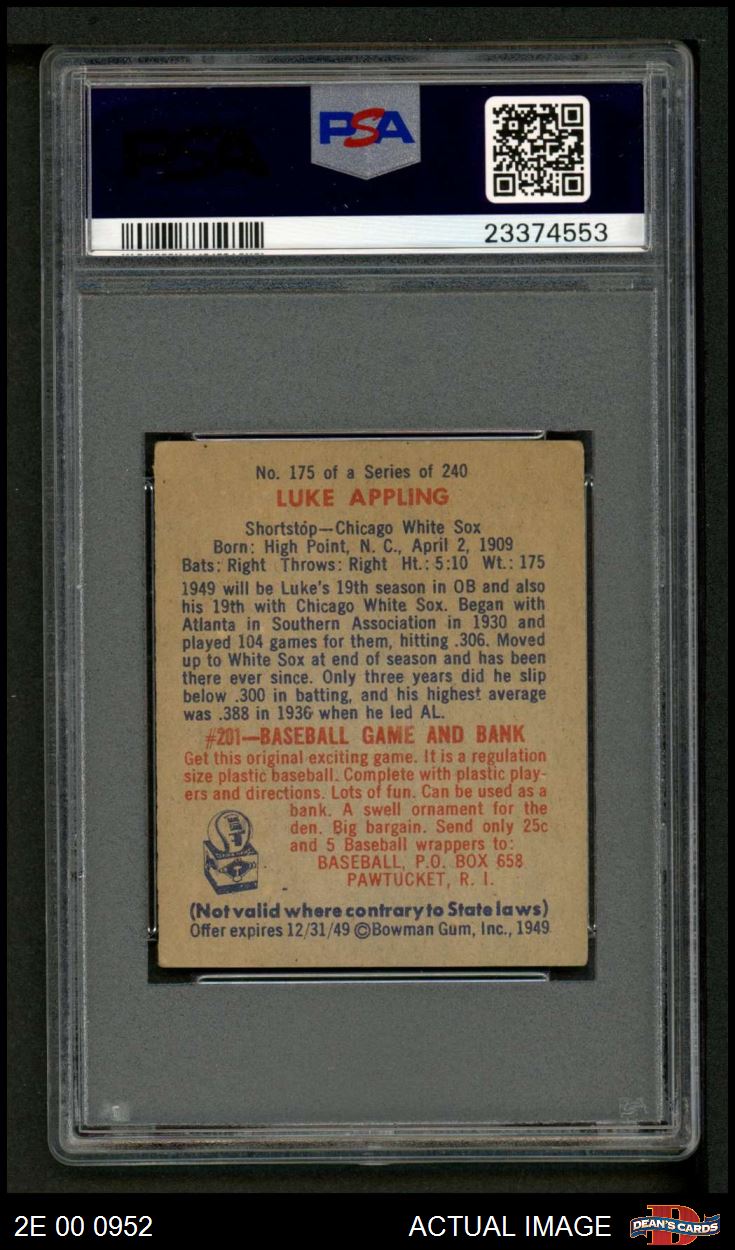 PSA
23374553
No. 175 of a Series of 240
LUKE APPLING
Shortstop—Chicago White Sox
Born: High Point, N. C., April 2, 1909
Bats: Right Throws: Right Ht.: 5:10 Wt.: 175
1949 will be Luke's 19th season in OB and also
his 19th with Chicago White Sox. Began with
Atlanta in Southern Association in 1930 and
played 104 games for them, hitting .306. Moved
up to White Sox at end of season and has been
there ever since. Only three years did he slip
below .300 in batting, and his highest average
was .388 in 1936 when he led AL.
#201—BASEBALL GAME AND BANK
Get this original exciting game. It is a regulation
size plastic baseball. Complete with plastic play-
ers and directions. Lots of fun. Can be used as a
bank. A swell ornament for the
den. Big bargain. Send only 25c
and 5 Baseball wrappers to:
BASEBALL, P.O. BOX 658
PAWTUCKET, R. I.
(Not valid where contrary to State laws)
Offer expires 12/31/49 ©Bowman Gum, Inc., 1949
2E 00 0952 ACTUAL IMAGE DEAN'S CARDS